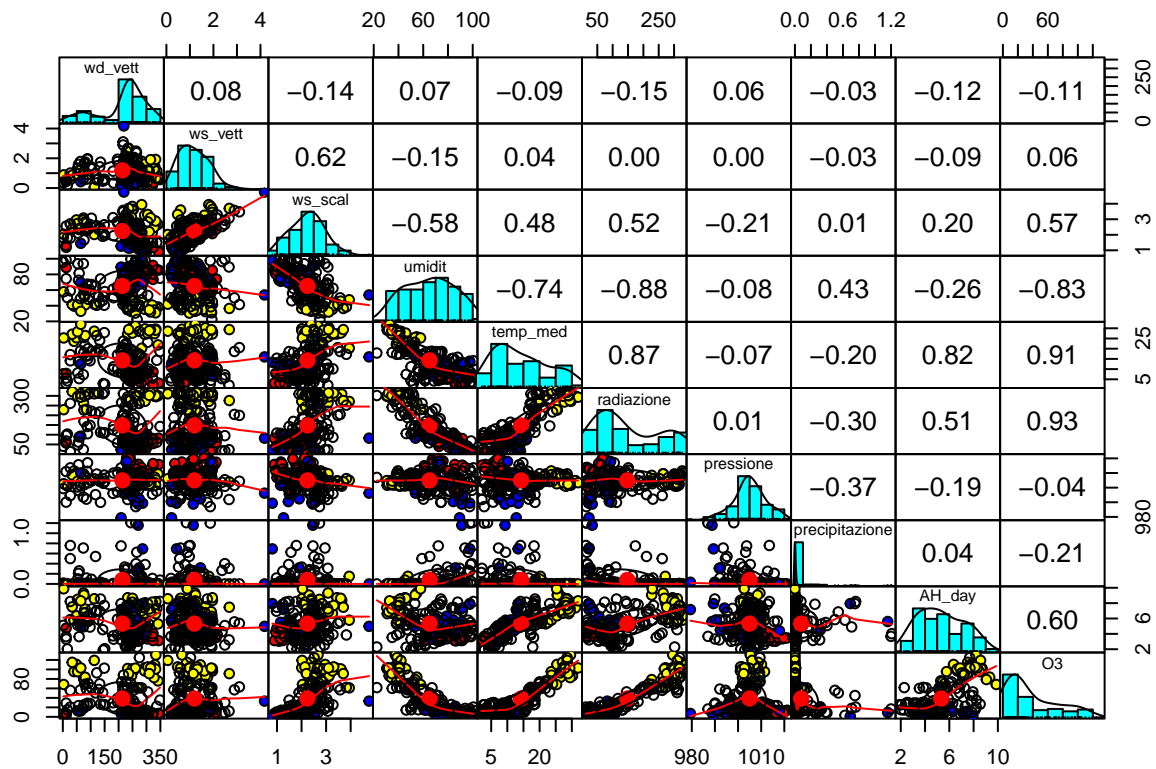 0 2 4 20 60 100 50 250 0.0 0.6 1.2 0 60
wd_vett 0.08 −0.14 0.07 −0.09 −0.15 0.06 −0.03 −0.12 −0.11 0 250
0 2 4 ws_vett 0.62 −0.15 0.04 0.00 0.00 −0.03 −0.09 0.06
ws_scal −0.58 0.48 0.52 −0.21 0.01 0.20 0.57 1 3
20 80 umidit −0.74 −0.88 −0.08 0.43 −0.26 −0.83
temp_med 0.87 −0.07 −0.20 0.82 0.91 5 25
50 300 radiazione 0.01 −0.30 0.51 0.93
pressione −0.37 −0.19 −0.04 980
0.0 1.0 precipitazione 0.04 −0.21
AH_day 0.60 2 6
0 80 O3
0 150 350 1 3 5 20 980 1010 2 6 10